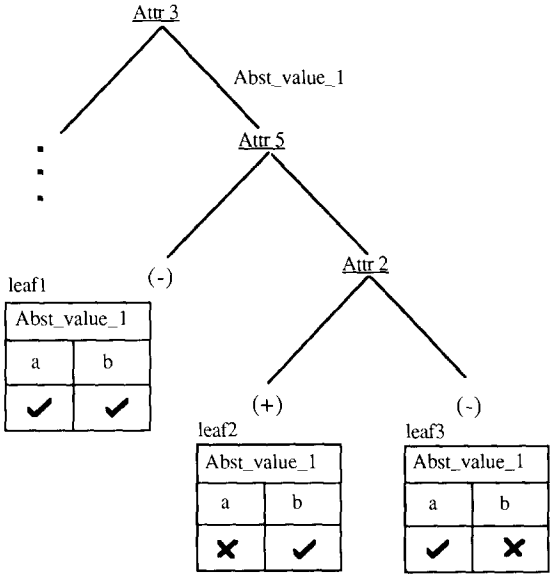 Attr 3
Abst_value_1
Attr 5
Attr 2
(-)
leaf1
Abst_value_1
a b
(+) (-)
leaf2 leaf3
Abst_value_1 Abst_value_1
a b a b